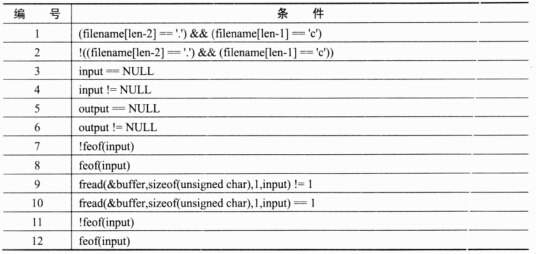 编 号 条 件
1 (filename[len-2] == '.') && (filename[len-1] == 'c')
2 !((filename[len-2] == '.') && (filename[len-1] == 'c'))
3 input == NULL
4 input != NULL
5 output == NULL
6 output != NULL
7 !feof(input)
8 feof(input)
9 fread(&buffer,sizeof(unsigned char),1,input) != 1
10 fread(&buffer,sizeof(unsigned char),1,input) == 1
11 !feof(input)
12 feof(input)